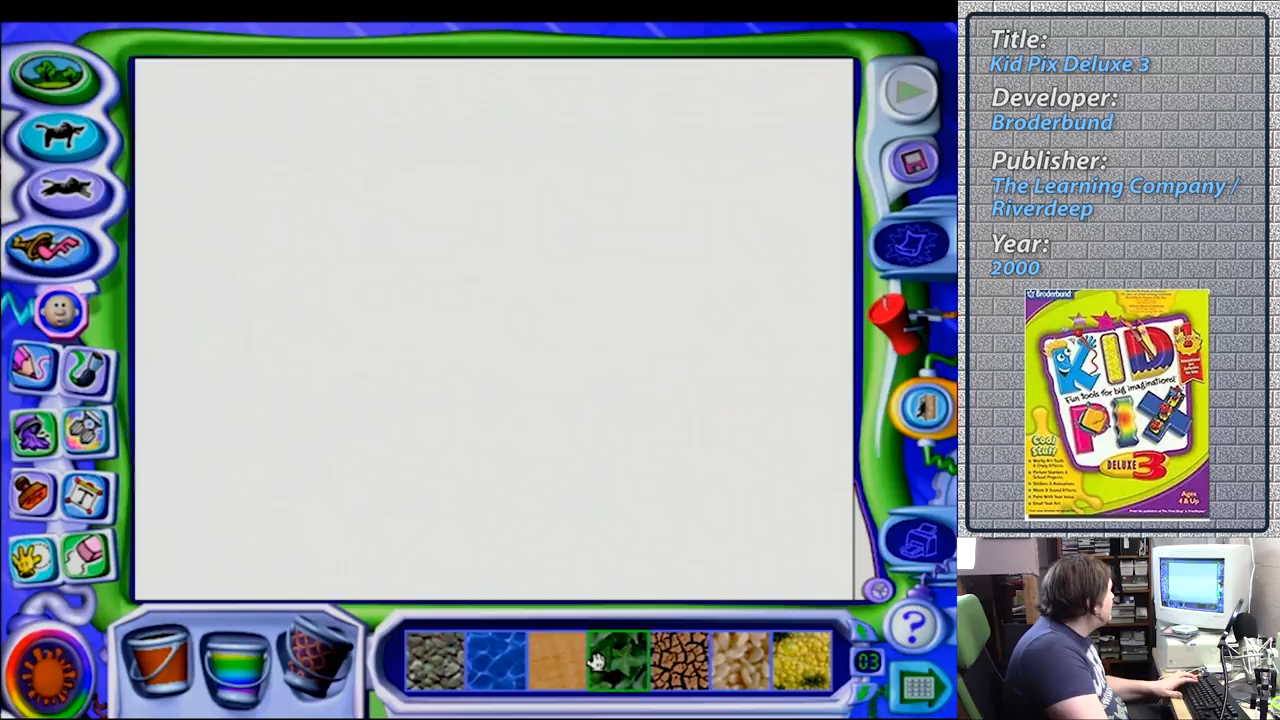 Title:
Kid Pix Deluxe 3
Developer:
Broderbund
Publisher:
The Learning Company /
Riverdeep
Year:
2000
Broderbund
KID
#1
Fun tools for big imaginations!
PIX
Cool
Stuff
DELUXE 3
Ages
4 & Up
?
03